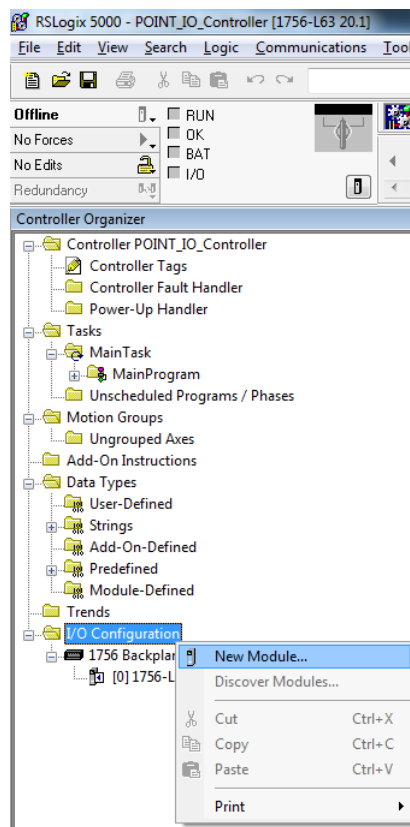 RSLogix 5000 - POINT_IO_Controller [1756-L63 20.1]
File Edit View Search Logic Communications Tool
Offline RUN
No Forces OK
No Edits BAT
Redundancy I/O
Controller Organizer
Controller POINT_IO_Controller
Controller Tags
Controller Fault Handler
Power-Up Handler
Tasks
MainTask
MainProgram
Unscheduled Programs / Phases
Motion Groups
Ungrouped Axes
Add-On Instructions
Data Types
User-Defined
Strings
Add-On-Defined
Predefined
Module-Defined
Trends
I/O Configuration
1756 Backplan New Module...
[0] 1756-L Discover Modules...
Cut Ctrl+X
Copy Ctrl+C
Paste Ctrl+V
Print